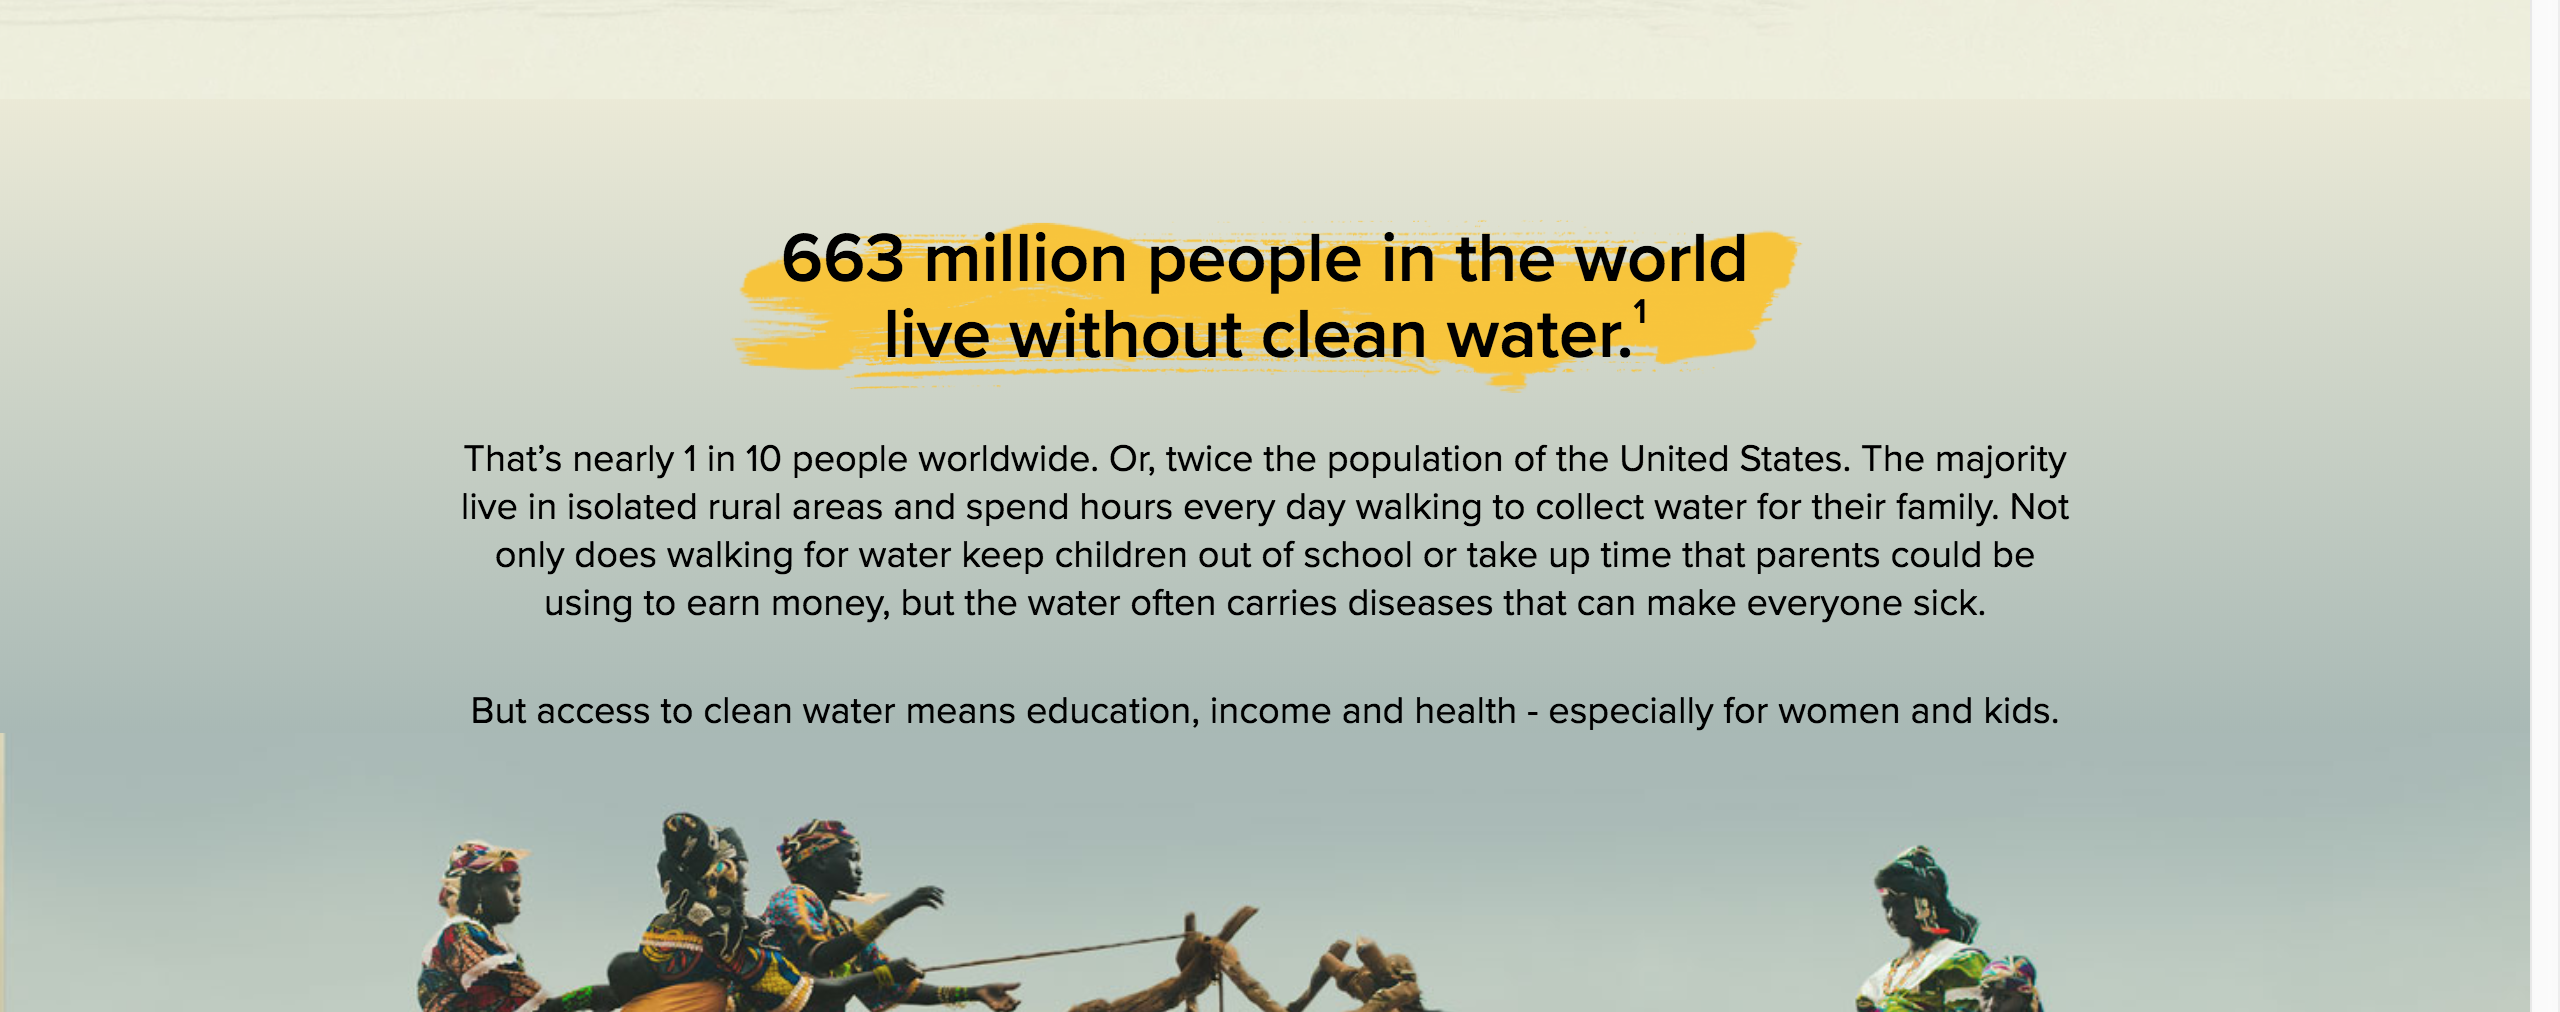 663 million people in the world
live without clean water.¹
That’s nearly 1 in 10 people worldwide. Or, twice the population of the United States. The majority
live in isolated rural areas and spend hours every day walking to collect water for their family. Not
only does walking for water keep children out of school or take up time that parents could be
using to earn money, but the water often carries diseases that can make everyone sick.
But access to clean water means education, income and health - especially for women and kids.